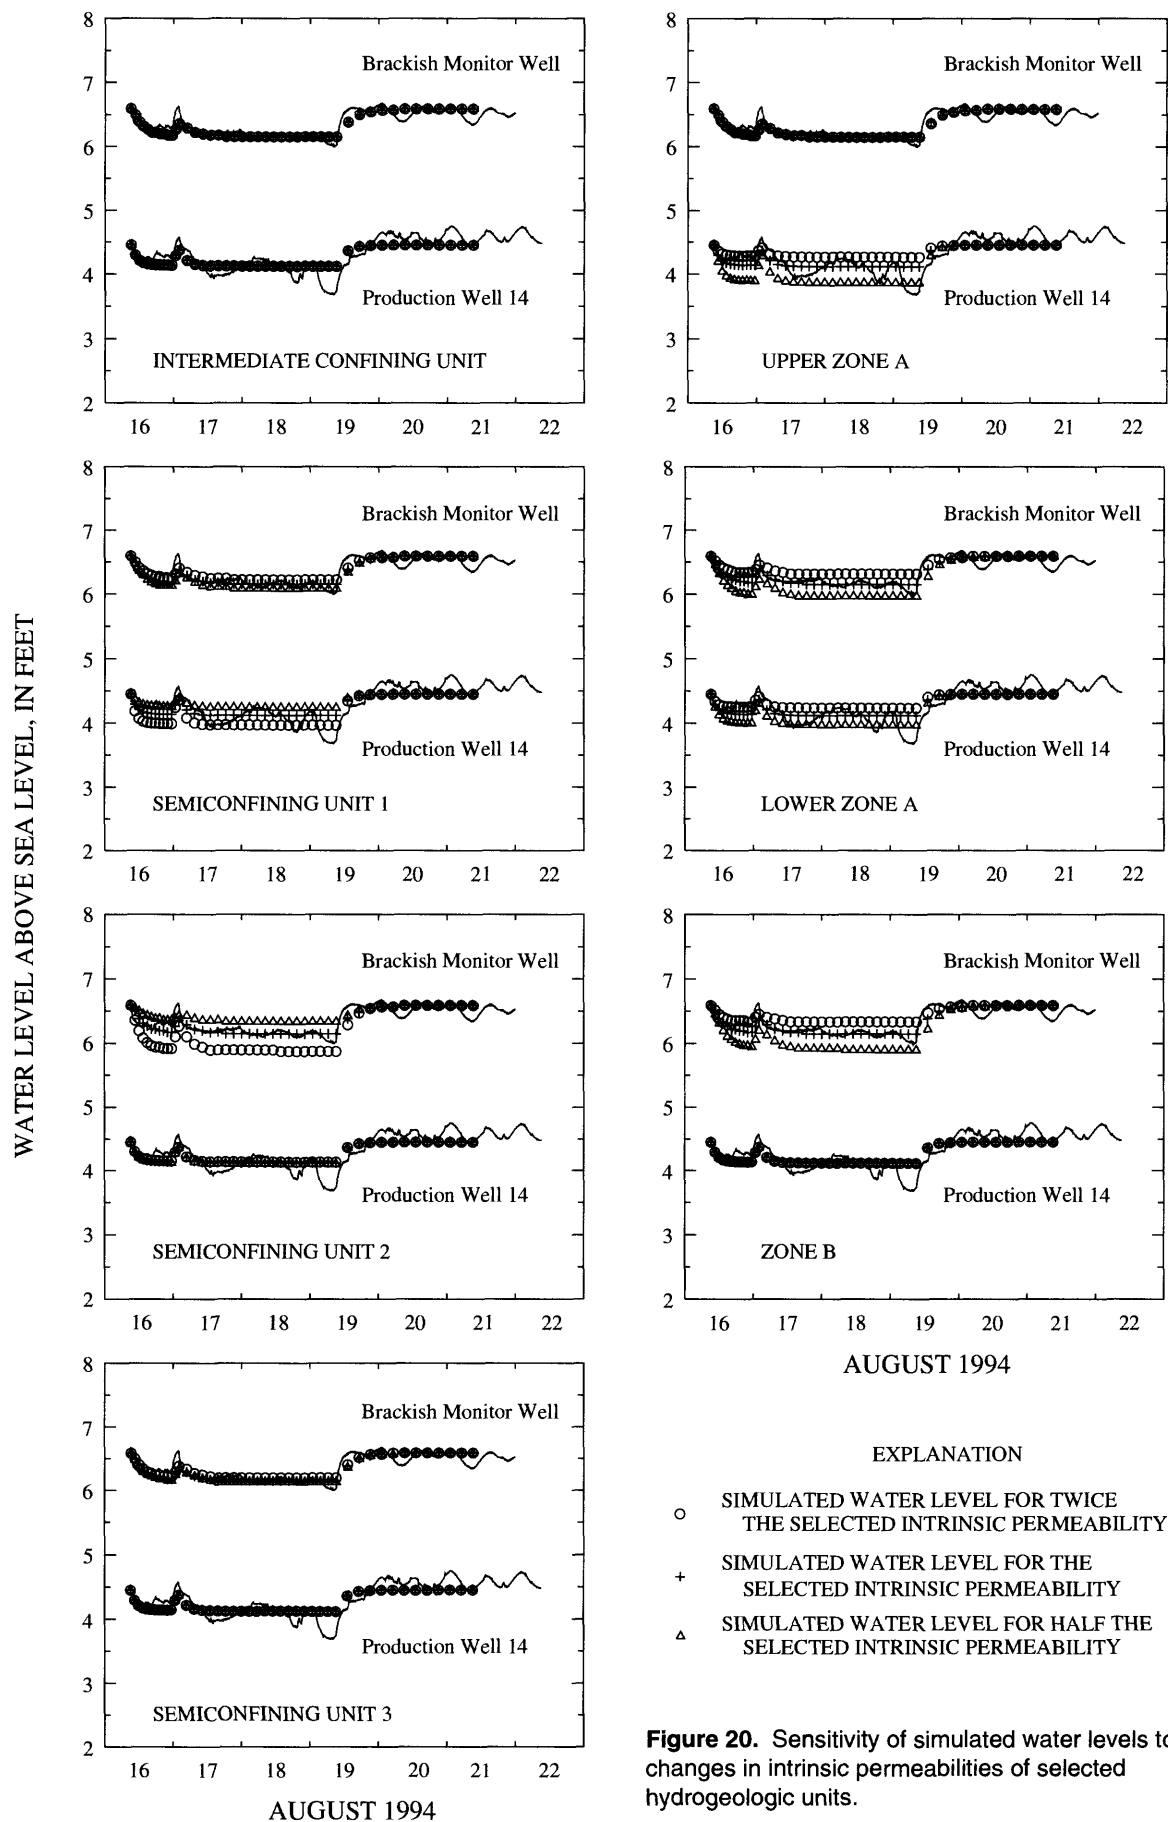 WATER LEVEL ABOVE SEA LEVEL, IN FEET
8
7
6
5
4
3
2
Brackish Monitor Well
Production Well 14
INTERMEDIATE CONFINING UNIT
16 17 18 19 20 21 22
8
7
6
5
4
3
2
Brackish Monitor Well
Production Well 14
UPPER ZONE A
16 17 18 19 20 21 22
8
7
6
5
4
3
2
Brackish Monitor Well
Production Well 14
SEMICONFINING UNIT 1
16 17 18 19 20 21 22
8
7
6
5
4
3
2
Brackish Monitor Well
Production Well 14
LOWER ZONE A
16 17 18 19 20 21 22
8
7
6
5
4
3
2
Brackish Monitor Well
Production Well 14
SEMICONFINING UNIT 2
16 17 18 19 20 21 22
8
7
6
5
4
3
2
Brackish Monitor Well
Production Well 14
ZONE B
16 17 18 19 20 21 22
AUGUST 1994
8
7
6
5
4
3
2
Brackish Monitor Well
Production Well 14
SEMICONFINING UNIT 3
16 17 18 19 20 21 22
AUGUST 1994
EXPLANATION
SIMULATED WATER LEVEL FOR TWICE
THE SELECTED INTRINSIC PERMEABILITY
SIMULATED WATER LEVEL FOR THE
SELECTED INTRINSIC PERMEABILITY
SIMULATED WATER LEVEL FOR HALF THE
SELECTED INTRINSIC PERMEABILITY
Figure 20. Sensitivity of simulated water levels to
changes in intrinsic permeabilities of selected
hydrogeologic units.